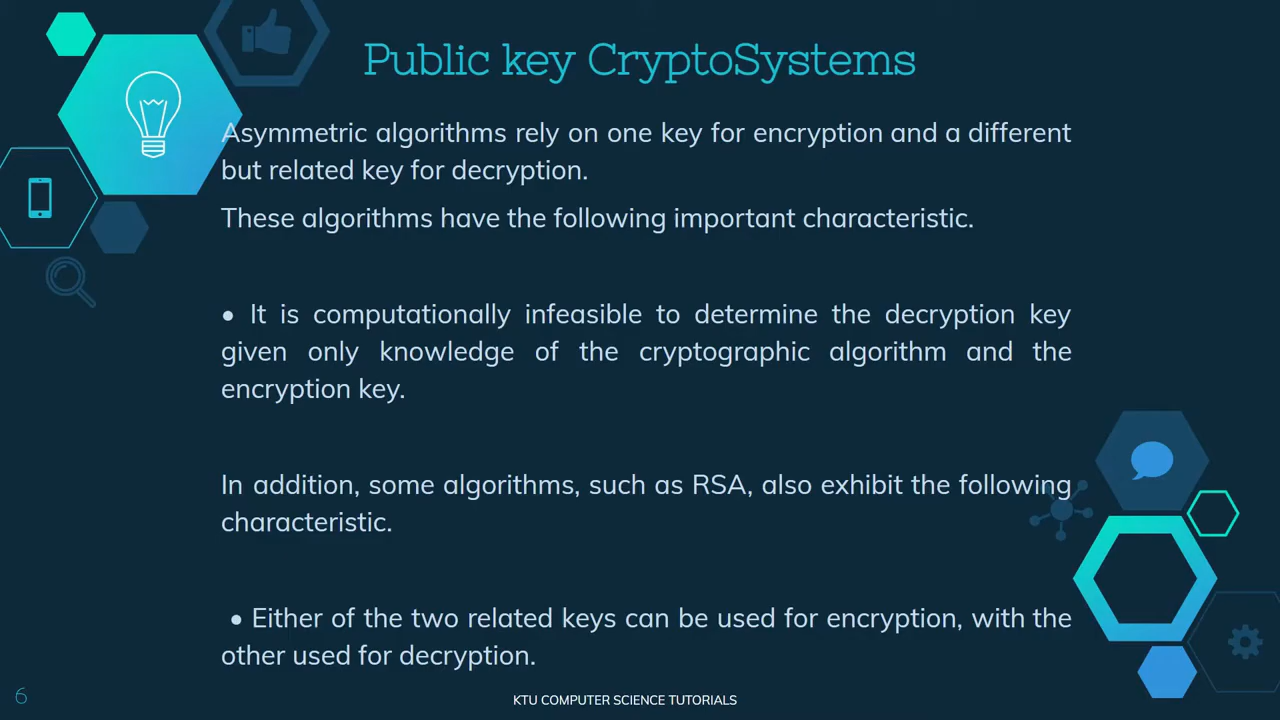 Public key CryptoSystems
Asymmetric algorithms rely on one key for encryption and a different
but related key for decryption.
These algorithms have the following important characteristic.
● It is computationally infeasible to determine the decryption key
given only knowledge of the cryptographic algorithm and the
encryption key.
In addition, some algorithms, such as RSA, also exhibit the following
characteristic.
● Either of the two related keys can be used for encryption, with the
other used for decryption.
6
KTU COMPUTER SCIENCE TUTORIALS